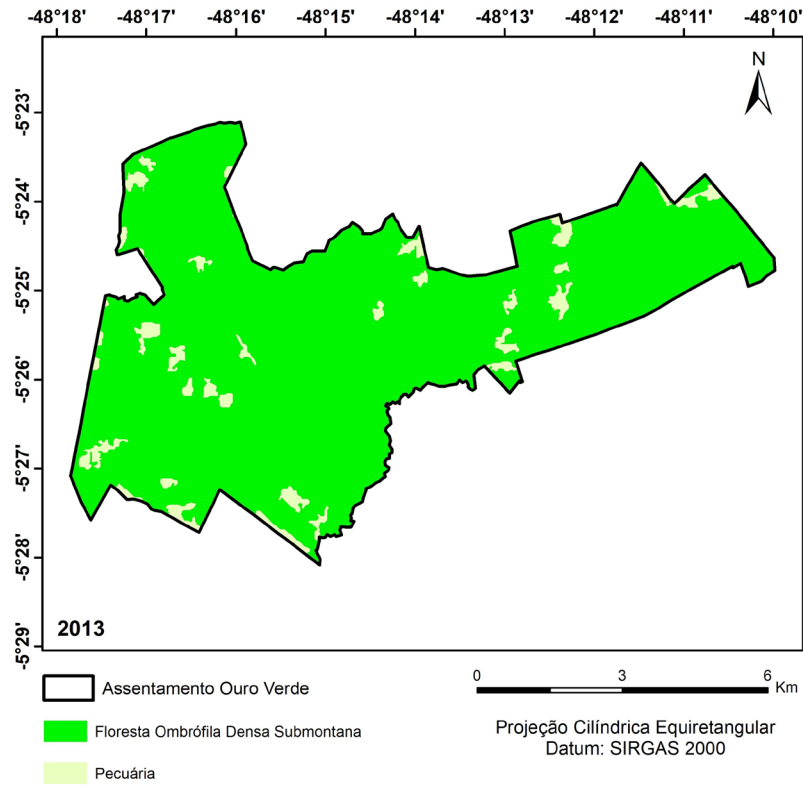 -48°18' -48°17' -48°16' -48°15' -48°14' -48°13' -48°12' -48°11' -48°10'
N
-5°23'
-5°24'
-5°25'
-5°26'
-5°27'
-5°28'
-5°29'
2013
Assentamento Ouro Verde
Floresta Ombrófila Densa Submontana
Pecuária
0 3 6
Km
Projeção Cilíndrica Equiretangular
Datum: SIRGAS 2000